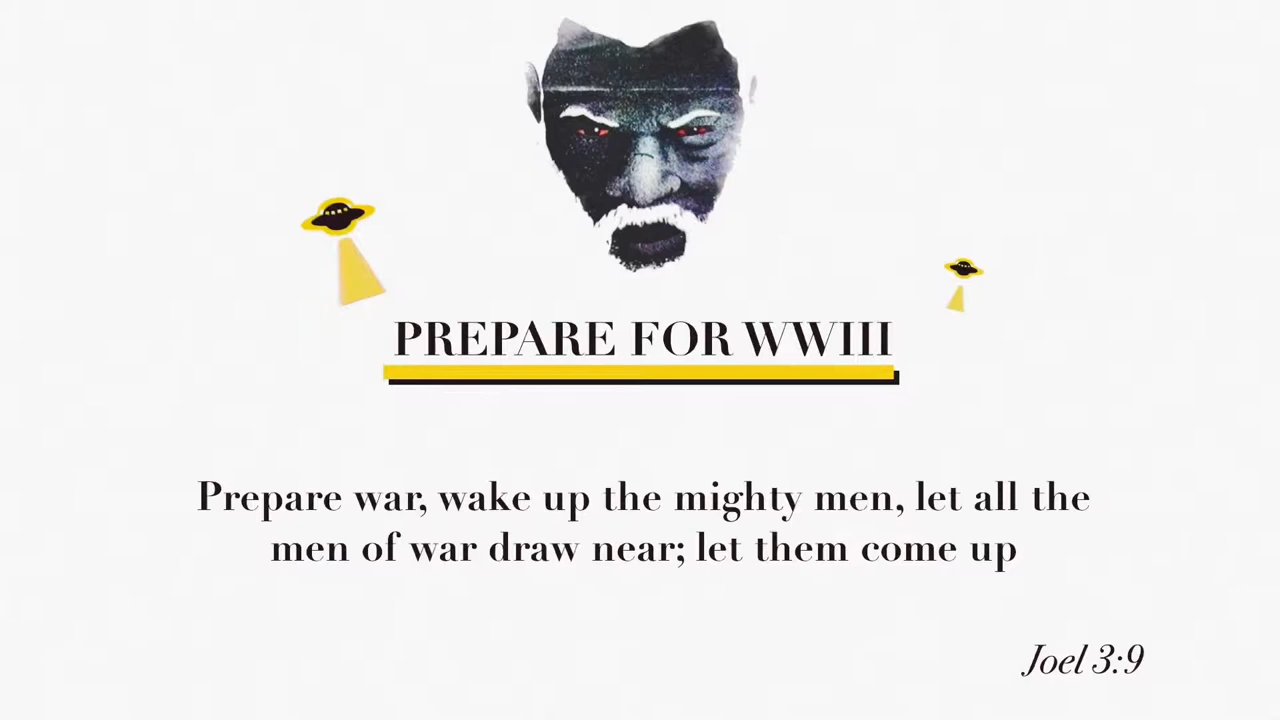 PREPARE FOR WWIII
Prepare war, wake up the mighty men, let all the
men of war draw near; let them come up
Joel 3:9